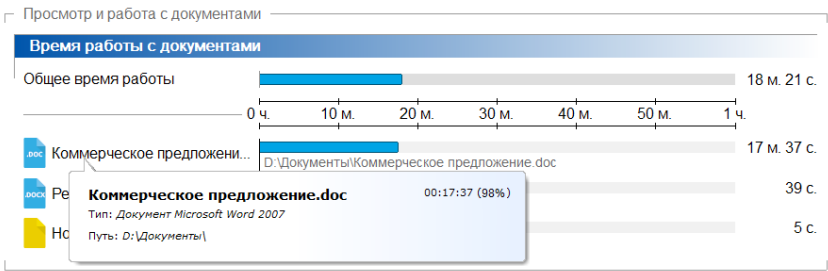 Просмотр и работа с документами
Время работы с документами
Общее время работы 18 м. 21 с.
0 ч. 10 м. 20 м. 30 м. 40 м. 50 м. 1 ч.
.DOC Коммерческое предложени... 17 м. 37 с.
D:\Документы\Коммерческое предложение.doc
Коммерческое предложение.doc 00:17:37 (98%)
.DOCX Ре 39 с.
Тип: Документ Microsoft Word 2007
Но 5 с.
Путь: D:\Документы\